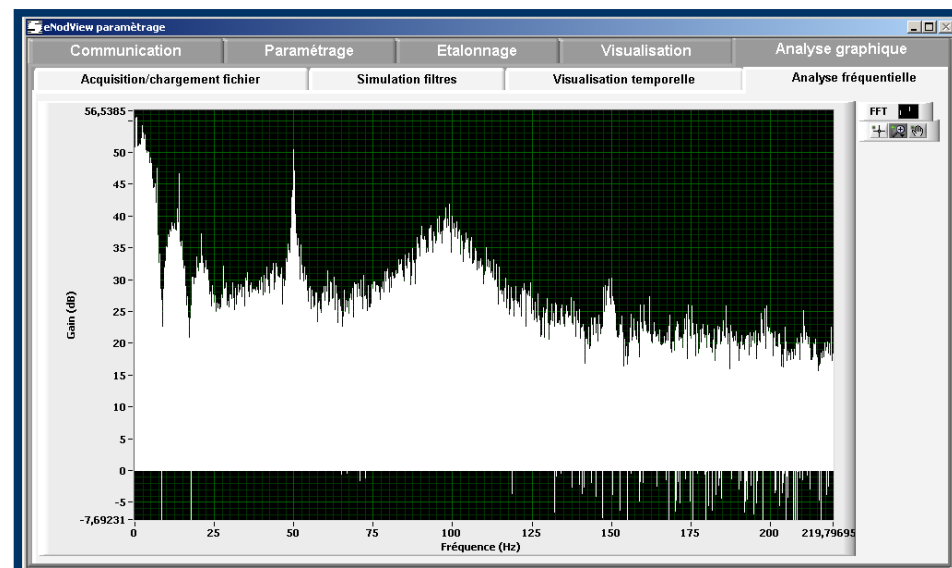 eNodView paramètrage
Communication Paramétrage Etalonnage Visualisation Analyse graphique
Acquisition/chargement fichier Simulation filtres Visualisation temporelle Analyse fréquentielle
FFT
56,5385
50
45
40
35
30
25
20
15
10
5
0
-5
-7,69231
Gain (dB)
0 25 50 75 100 125 150 175 200 219,79695
Fréquence (Hz)